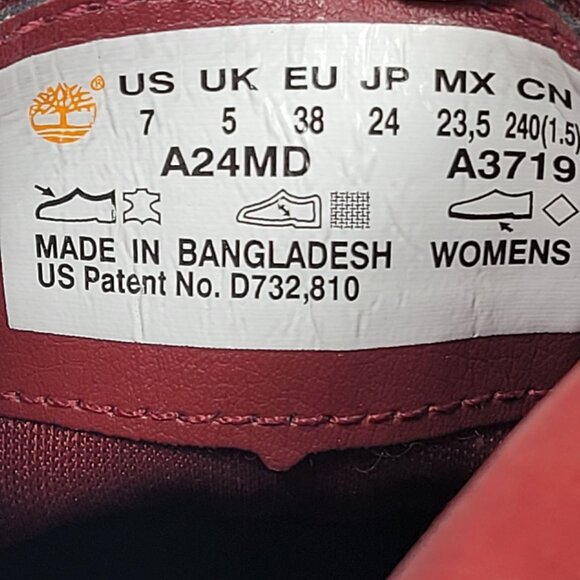 US UK EU JP MX CN
7 5 38 24 23,5 240(1.5)
A24MD A3719
MADE IN BANGLADESH WOMENS
US Patent No. D732,810
®